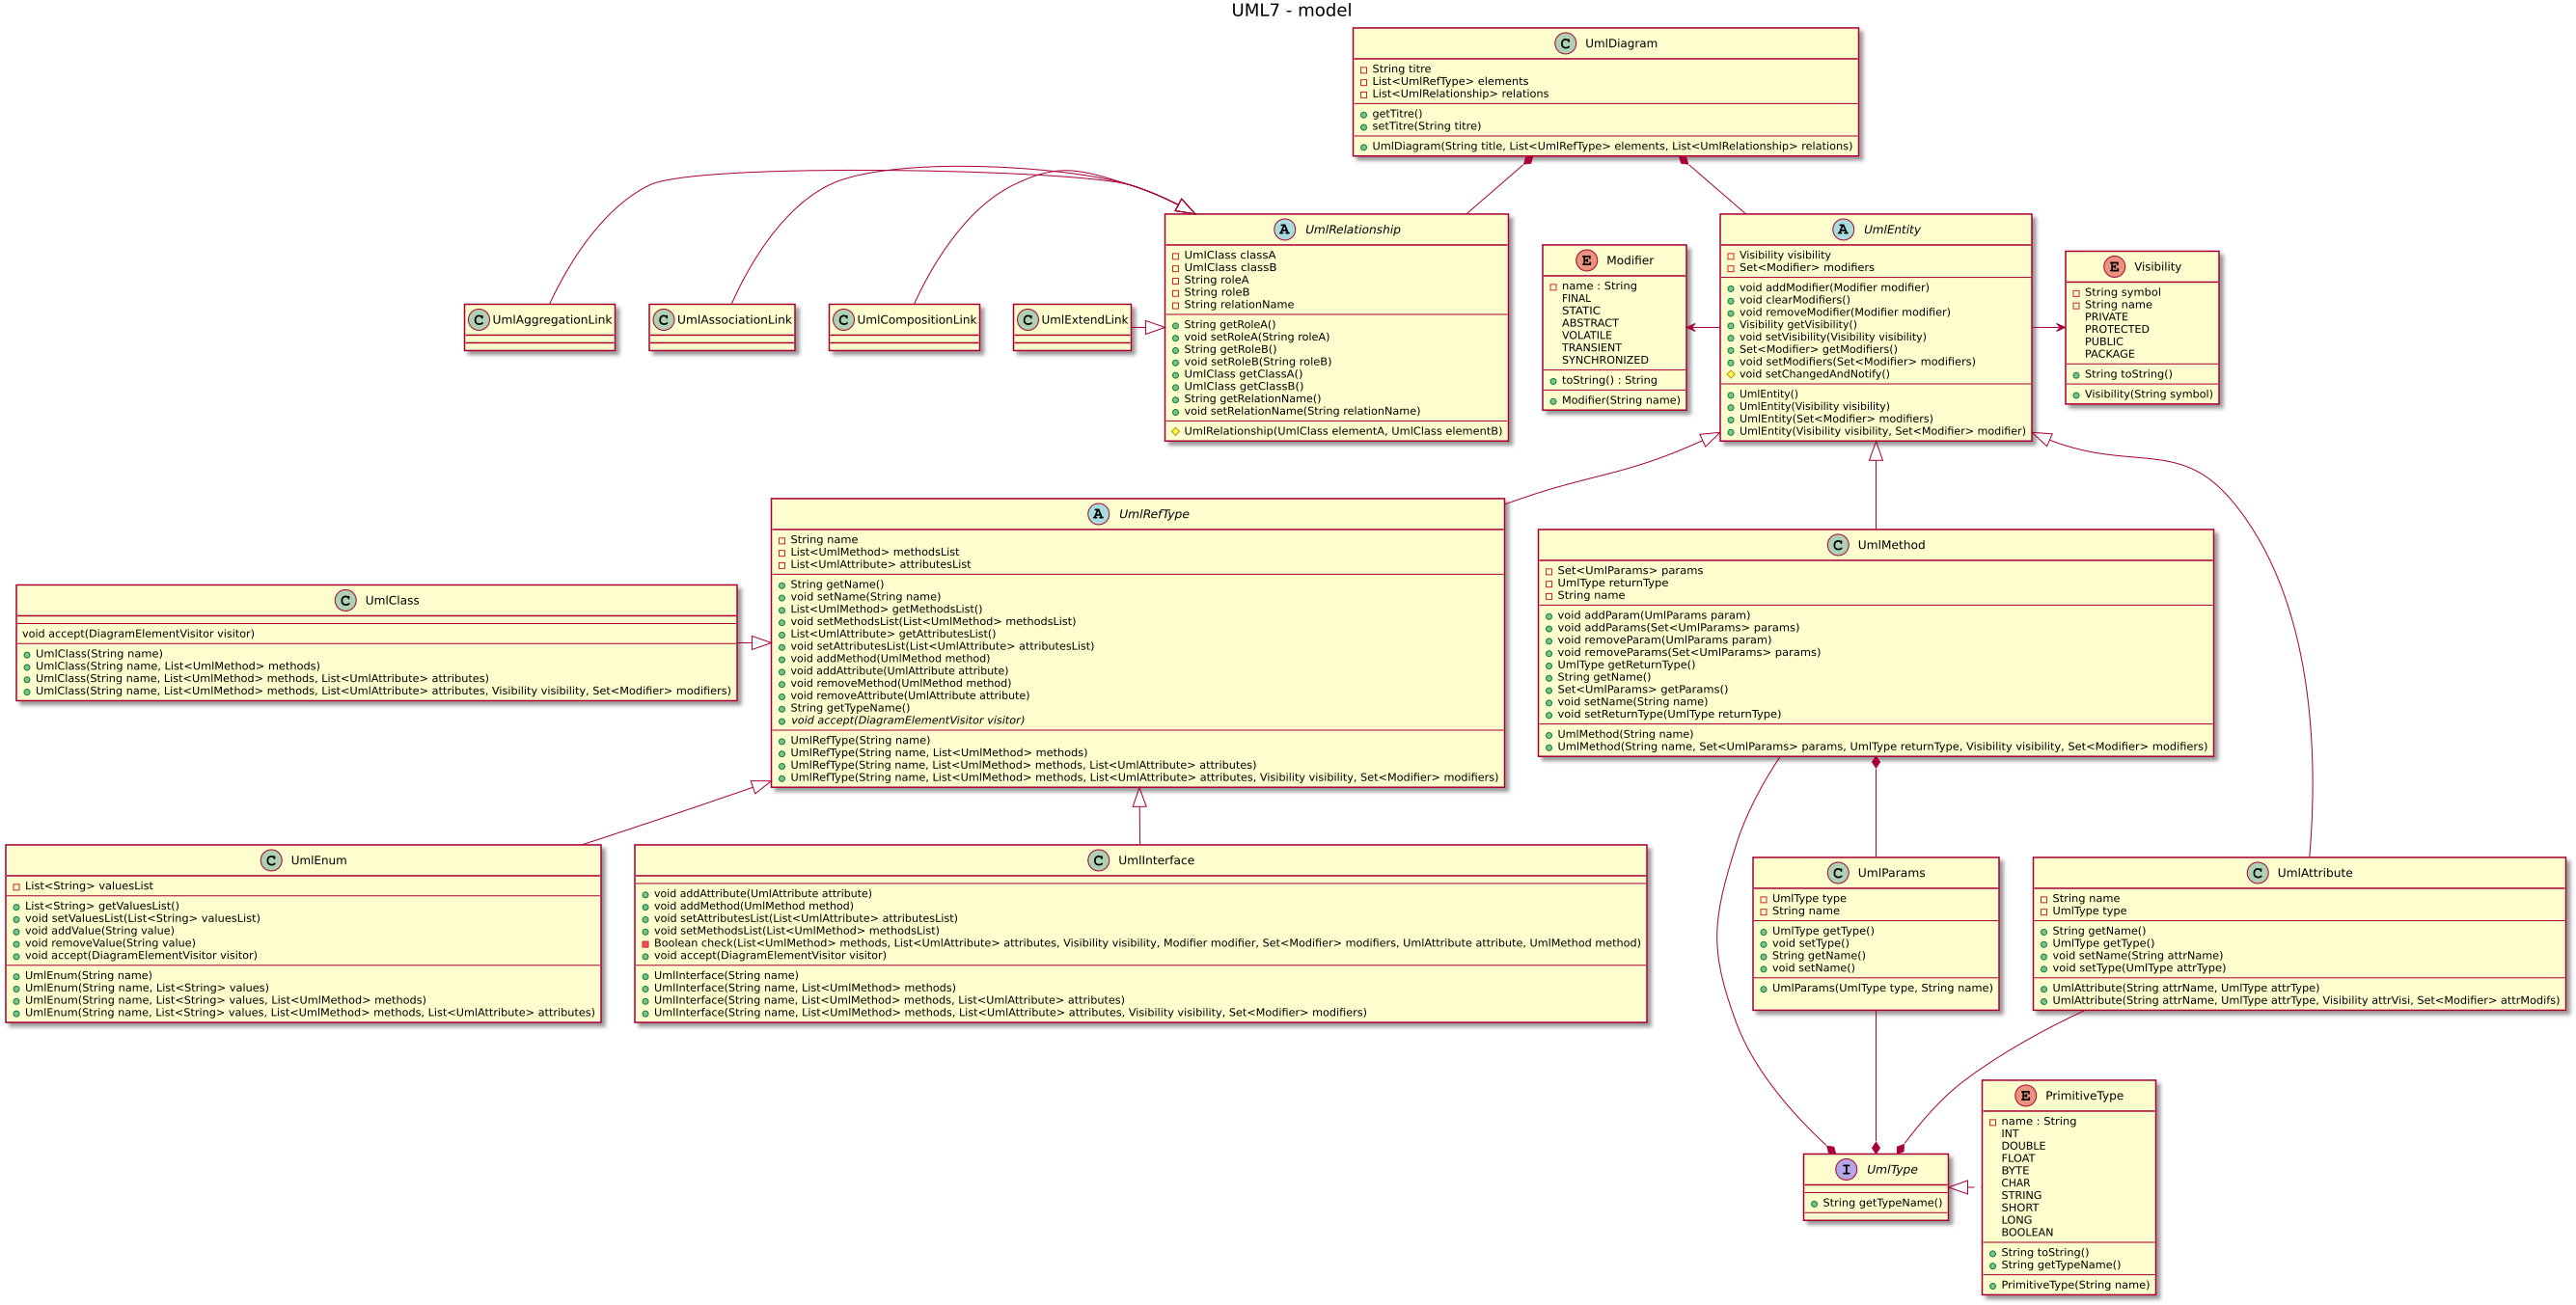 UML7 - model
C UmlDiagram
String titre
List<UmlRefType> elements
List<UmlRelationship> relations
getTitre()
setTitre(String titre)
UmlDiagram(String title, List<UmlRefType> elements, List<UmlRelationship> relations)
C UmlAggregationLink
C UmlAssociationLink
C UmlCompositionLink
C UmlExtendLink
A UmlRelationship
UmlClass classA
UmlClass classB
String roleA
String roleB
String relationName
String getRoleA()
void setRoleA(String roleA)
String getRoleB()
void setRoleB(String roleB)
UmlClass getClassA()
UmlClass getClassB()
String getRelationName()
void setRelationName(String relationName)
UmlRelationship(UmlClass elementA, UmlClass elementB)
E Modifier
name : String
FINAL
STATIC
ABSTRACT
VOLATILE
TRANSIENT
SYNCHRONIZED
toString() : String
Modifier(String name)
A UmlEntity
Visibility visibility
Set<Modifier> modifiers
void addModifier(Modifier modifier)
void clearModifiers()
void removeModifier(Modifier modifier)
Visibility getVisibility()
void setVisibility(Visibility visibility)
Set<Modifier> getModifiers()
void setModifiers(Set<Modifier> modifiers)
void setChangedAndNotify()
UmlEntity()
UmlEntity(Visibility visibility)
UmlEntity(Set<Modifier> modifiers)
UmlEntity(Visibility visibility, Set<Modifier> modifier)
E Visibility
String symbol
String name
PRIVATE
PROTECTED
PUBLIC
PACKAGE
String toString()
Visibility(String symbol)
C UmlClass
void accept(DiagramElementVisitor visitor)
UmlClass(String name)
UmlClass(String name, List<UmlMethod> methods)
UmlClass(String name, List<UmlMethod> methods, List<UmlAttribute> attributes)
UmlClass(String name, List<UmlMethod> methods, List<UmlAttribute> attributes, Visibility visibility, Set<Modifier> modifiers)
A UmlRefType
String name
List<UmlMethod> methodsList
List<UmlAttribute> attributesList
String getName()
void setName(String name)
List<UmlMethod> getMethodsList()
void setMethodsList(List<UmlMethod> methodsList)
List<UmlAttribute> getAttributesList()
void setAttributesList(List<UmlAttribute> attributesList)
void addMethod(UmlMethod method)
void addAttribute(UmlAttribute attribute)
void removeMethod(UmlMethod method)
void removeAttribute(UmlAttribute attribute)
String getTypeName()
void accept(DiagramElementVisitor visitor)
UmlRefType(String name)
UmlRefType(String name, List<UmlMethod> methods)
UmlRefType(String name, List<UmlMethod> methods, List<UmlAttribute> attributes)
UmlRefType(String name, List<UmlMethod> methods, List<UmlAttribute> attributes, Visibility visibility, Set<Modifier> modifiers)
C UmlMethod
Set<UmlParams> params
UmlType returnType
String name
void addParam(UmlParams param)
void addParams(Set<UmlParams> params)
void removeParam(UmlParams param)
void removeParams(Set<UmlParams> params)
UmlType getReturnType()
String getName()
Set<UmlParams> getParams()
void setName(String name)
void setReturnType(UmlType returnType)
UmlMethod(String name)
UmlMethod(String name, Set<UmlParams> params, UmlType returnType, Visibility visibility, Set<Modifier> modifiers)
C UmlEnum
List<String> valuesList
List<String> getValuesList()
void setValuesList(List<String> valuesList)
void addValue(String value)
void removeValue(String value)
void accept(DiagramElementVisitor visitor)
UmlEnum(String name)
UmlEnum(String name, List<String> values)
UmlEnum(String name, List<String> values, List<UmlMethod> methods)
UmlEnum(String name, List<String> values, List<UmlMethod> methods, List<UmlAttribute> attributes)
C UmlInterface
void addAttribute(UmlAttribute attribute)
void addMethod(UmlMethod method)
void setAttributesList(List<UmlAttribute> attributesList)
void setMethodsList(List<UmlMethod> methodsList)
Boolean check(List<UmlMethod> methods, List<UmlAttribute> attributes, Visibility visibility, Modifier modifier, Set<Modifier> modifiers, UmlAttribute attribute, UmlMethod method)
void accept(DiagramElementVisitor visitor)
UmlInterface(String name)
UmlInterface(String name, List<UmlMethod> methods)
UmlInterface(String name, List<UmlMethod> methods, List<UmlAttribute> attributes)
UmlInterface(String name, List<UmlMethod> methods, List<UmlAttribute> attributes, Visibility visibility, Set<Modifier> modifiers)
C UmlParams
UmlType type
String name
UmlType getType()
void setType()
String getName()
void setName()
UmlParams(UmlType type, String name)
C UmlAttribute
String name
UmlType type
String getName()
UmlType getType()
void setName(String attrName)
void setType(UmlType attrType)
UmlAttribute(String attrName, UmlType attrType)
UmlAttribute(String attrName, UmlType attrType, Visibility attrVisi, Set<Modifier> attrModifs)
I UmlType
String getTypeName()
E PrimitiveType
name : String
INT
DOUBLE
FLOAT
BYTE
CHAR
STRING
SHORT
LONG
BOOLEAN
String toString()
String getTypeName()
PrimitiveType(String name)